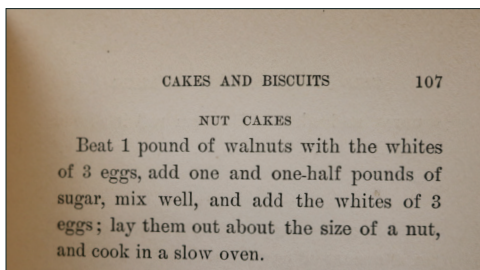 CAKES AND BISCUITS 107
NUT CAKES
Beat 1 pound of walnuts with the whites
of 3 eggs, add one and one-half pounds of
sugar, mix well, and add the whites of 3
eggs; lay them out about the size of a nut,
and cook in a slow oven.